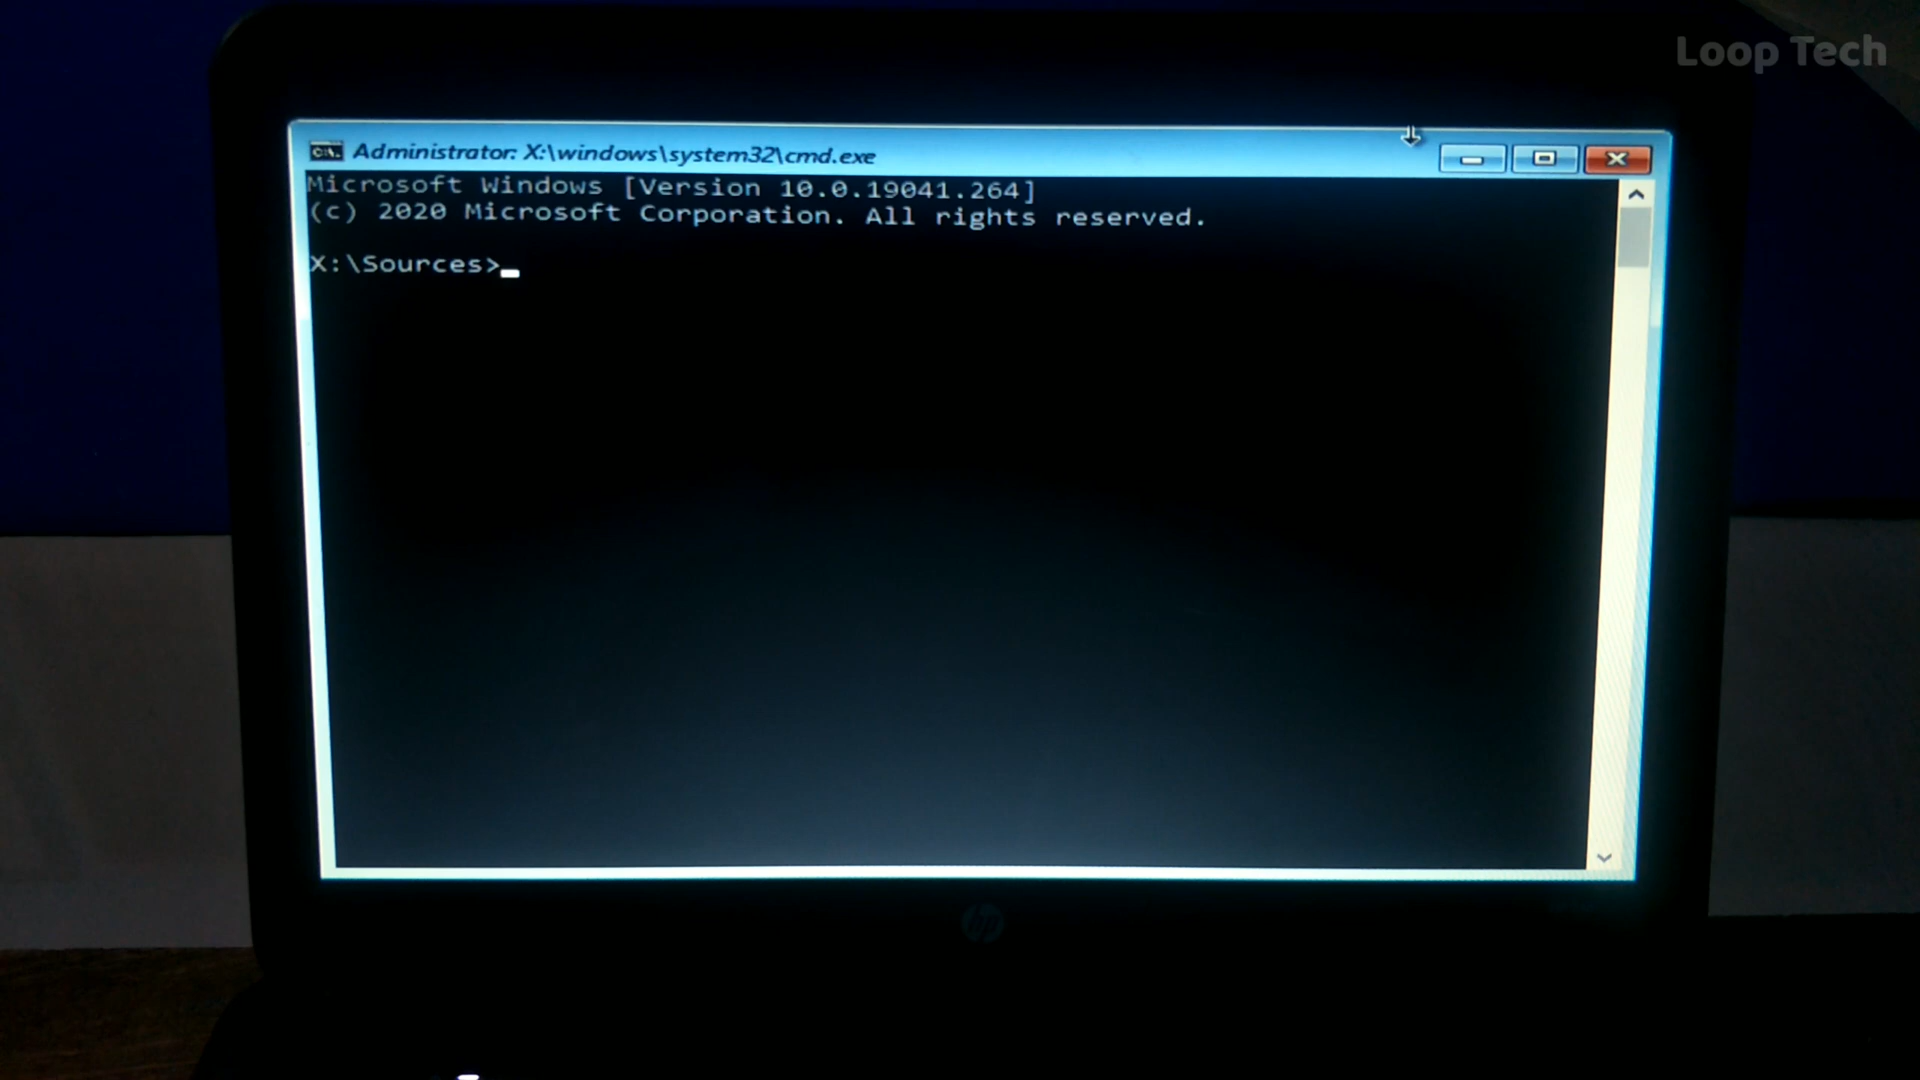 Loop Tech
Administrator: X:\windows\system32\cmd.exe
Microsoft Windows [Version 10.0.19041.264]
(c) 2020 Microsoft Corporation. All rights reserved.
X:\Sources>
hp